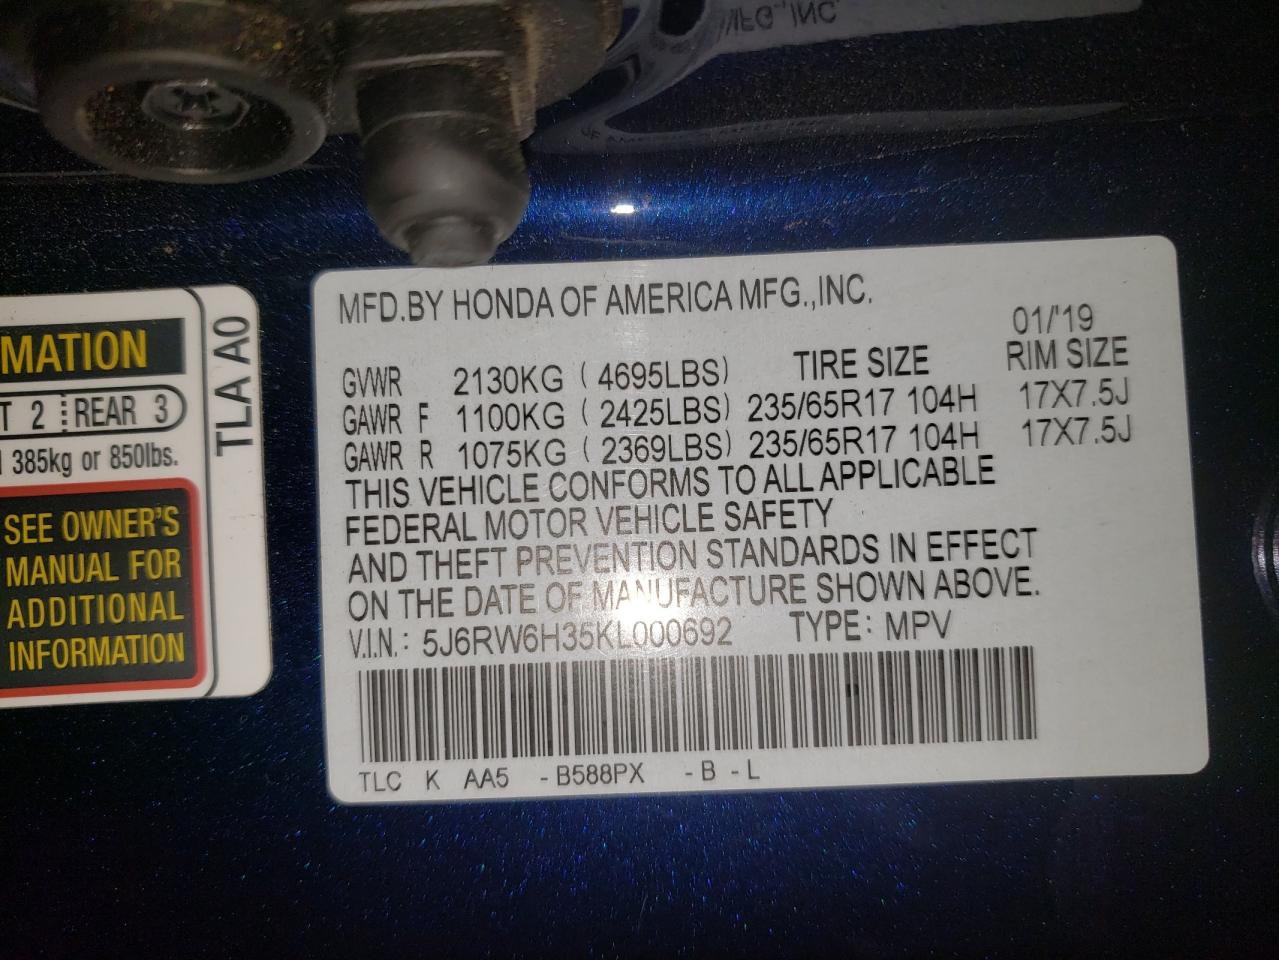 MFG., INC.
MATION
T 2 REAR 3
385kg or 850lbs.
SEE OWNER'S
MANUAL FOR
ADDITIONAL
INFORMATION
TLA A0
MFD.BY HONDA OF AMERICA MFG.,INC.
01/'19
GVWR 2130KG ( 4695LBS) TIRE SIZE RIM SIZE
GAWR F 1100KG ( 2425LBS) 235/65R17 104H 17X7.5J
GAWR R 1075KG ( 2369LBS) 235/65R17 104H 17X7.5J
THIS VEHICLE CONFORMS TO ALL APPLICABLE
FEDERAL MOTOR VEHICLE SAFETY
AND THEFT PREVENTION STANDARDS IN EFFECT
ON THE DATE OF MANUFACTURE SHOWN ABOVE.
V.I.N.: 5J6RW6H35KL000692 TYPE: MPV
TLC K AA5 -B588PX -B -L